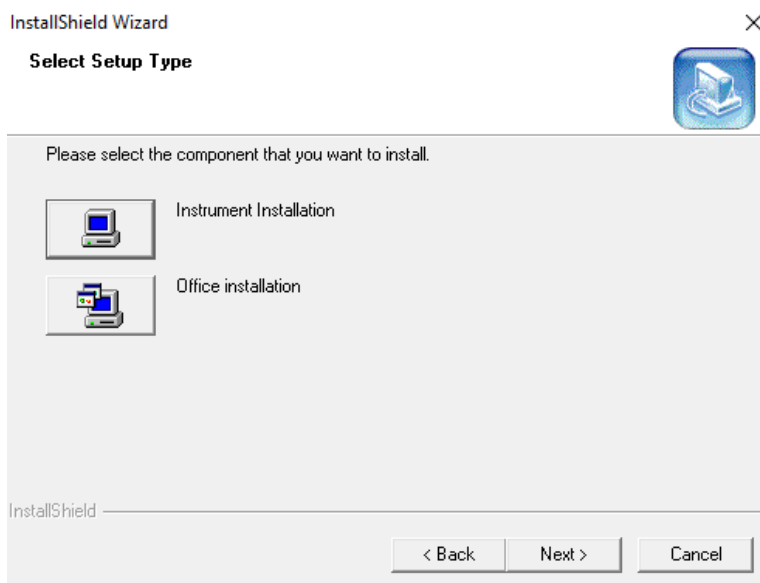 InstallShield Wizard
Select Setup Type
Please select the component that you want to install.
Instrument Installation
Office installation
InstallShield
< Back
Next >
Cancel